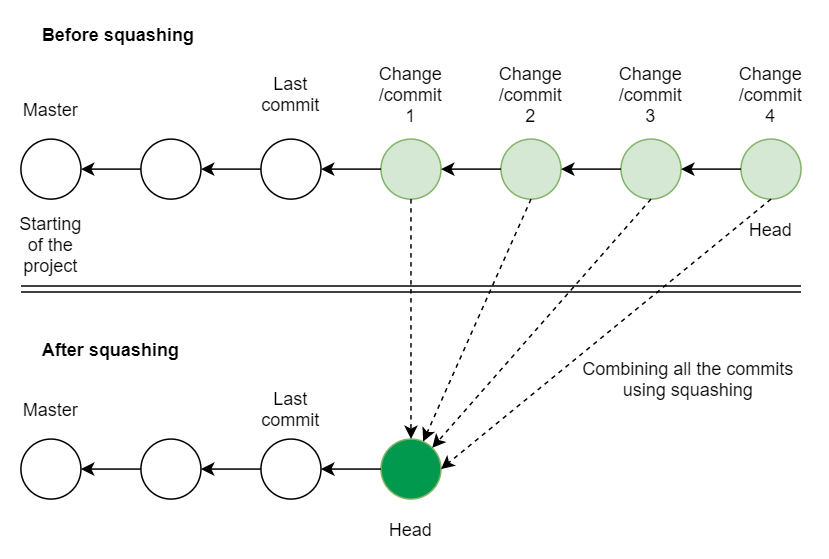 Before squashing
Master
Last
commit
Change
/commit
1
Change
/commit
2
Change
/commit
3
Change
/commit
4
Starting
of the
project
Head
After squashing
Combining all the commits
using squashing
Master
Last
commit
Head